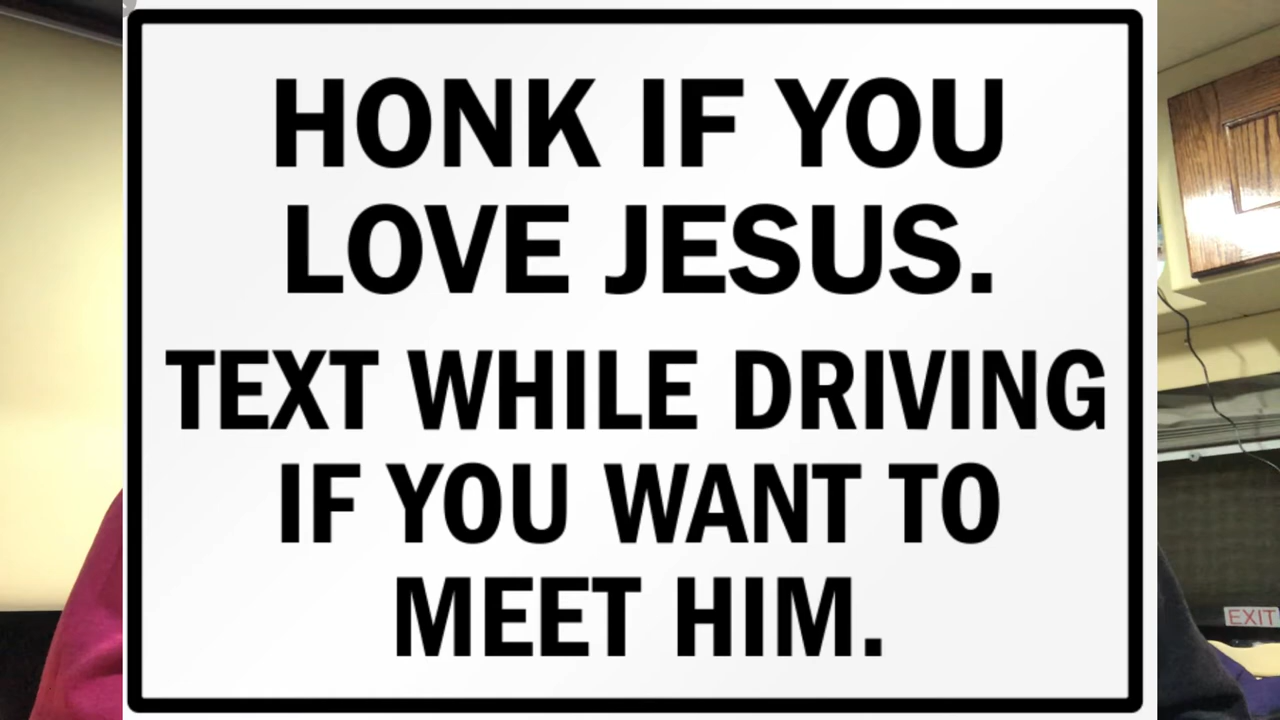 HONK IF YOU
LOVE JESUS.
TEXT WHILE DRIVING
IF YOU WANT TO
MEET HIM.
EXIT